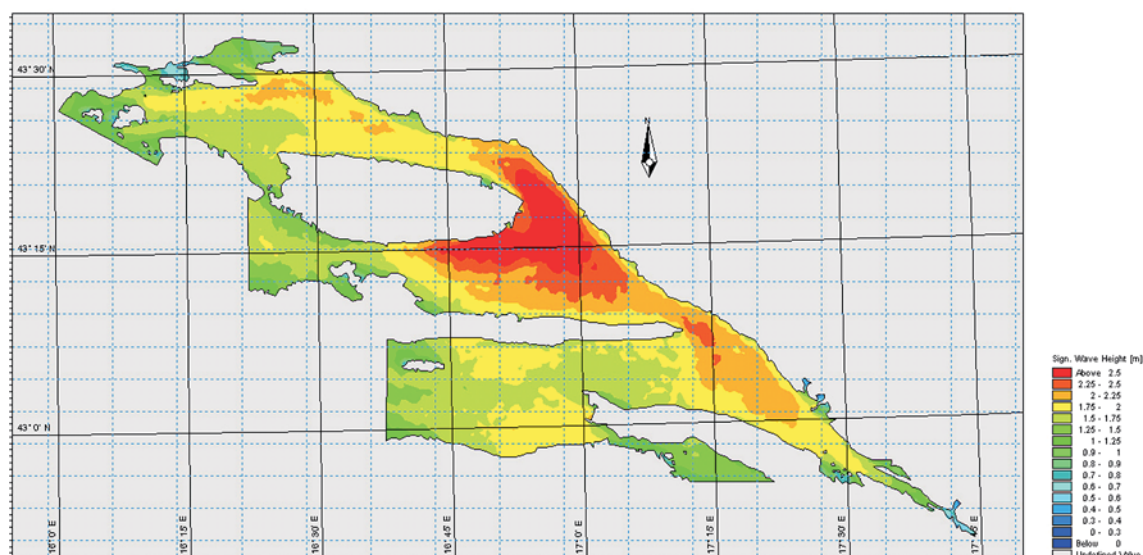 43° 30' N
N
43° 15' N
43° 0' N
16° 0' E
16° 15' E
16° 30' E
16° 45' E
17° 0' E
17° 15' E
17° 30' E
17° 45' E
Sign. Wave Height [m]
Above 2.5
2.25 - 2.5
2 - 2.25
1.75 - 2
1.5 - 1.75
1.25 - 1.5
1 - 1.25
0.9 - 1
0.8 - 0.9
0.7 - 0.8
0.6 - 0.7
0.5 - 0.6
0.4 - 0.5
0.3 - 0.4
0 - 0.3
Below 0
Undefined Value